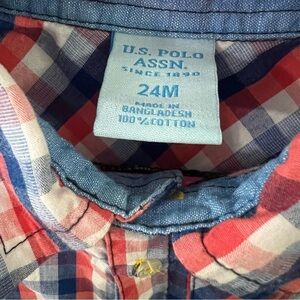 U.S. POLO
ASSN.
SINCE 1890
24M
MADE IN
BANGLADESH
100% COTTON